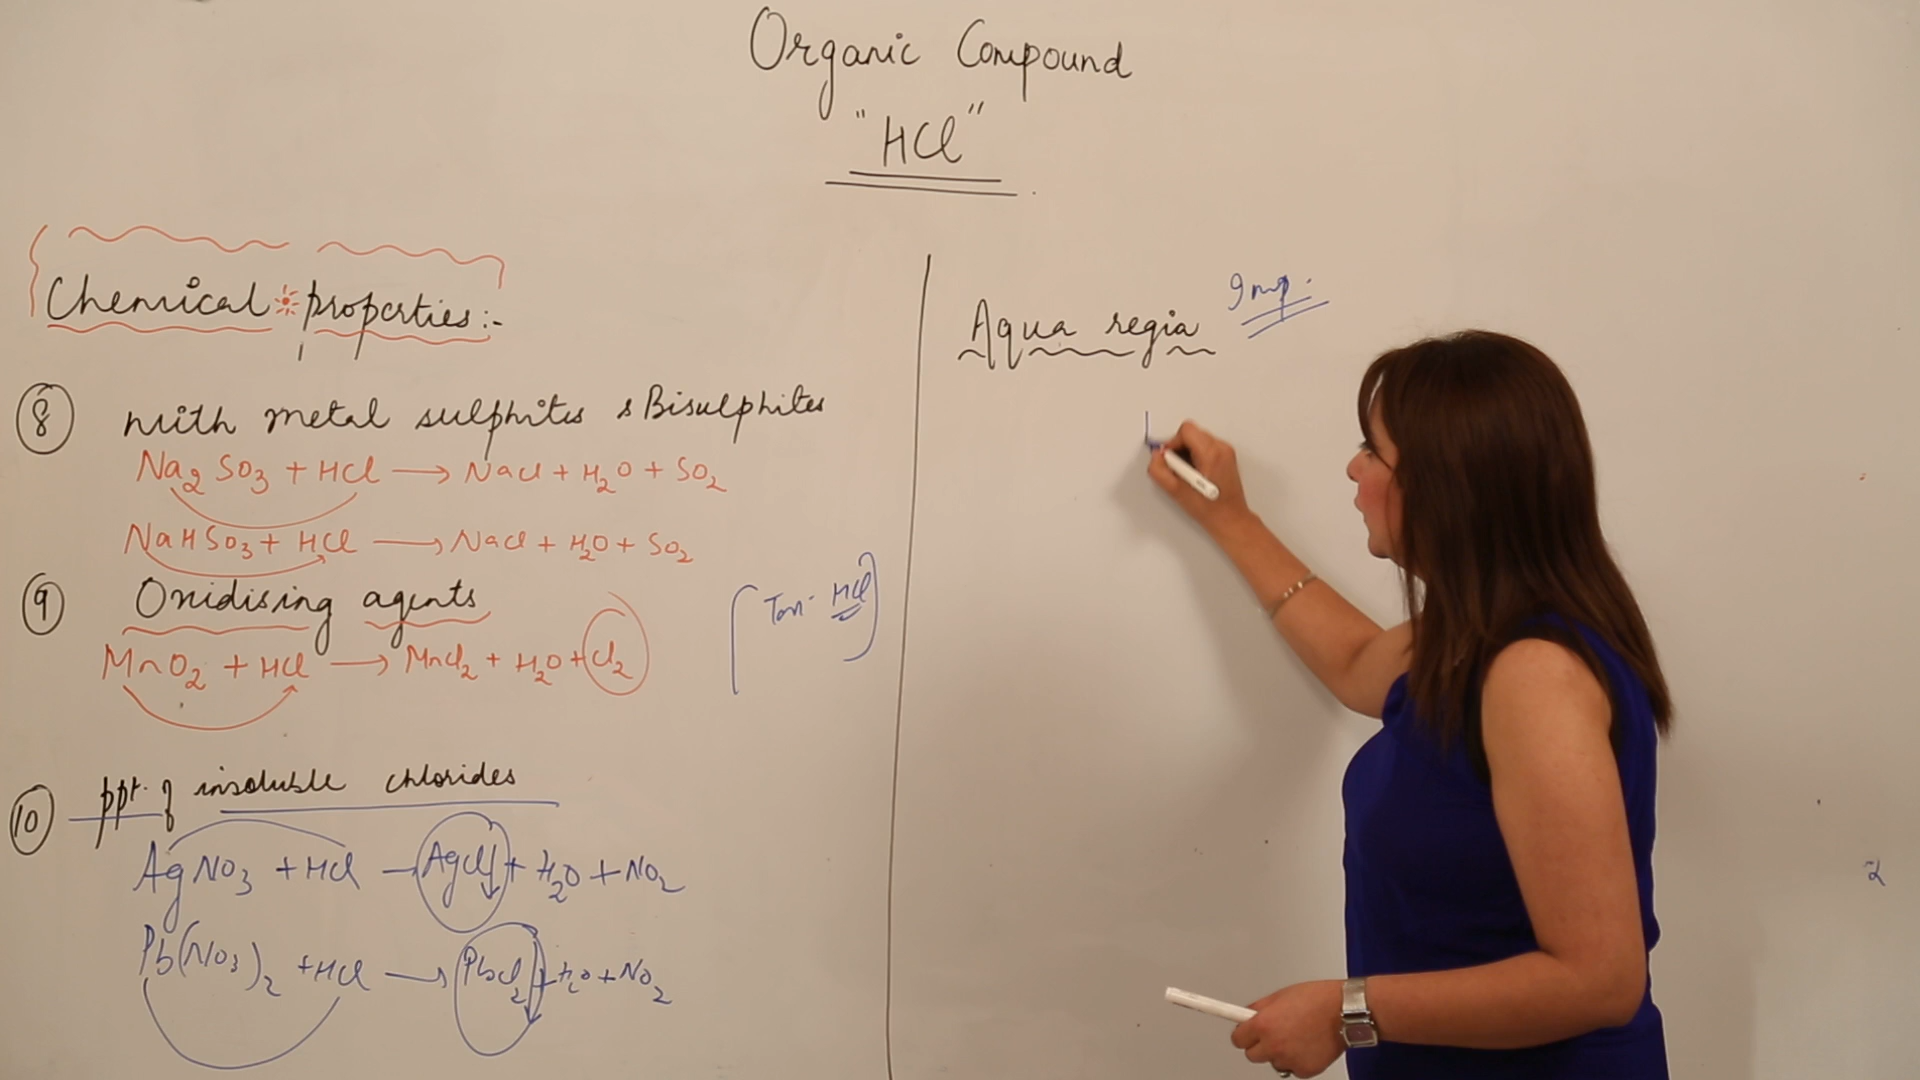 Organic Compound
"HCl"
Chemical properties:-
8 with metal sulphites & Bisulphites
Na2SO3 + HCl → NaCl + H2O + SO2
NaHSO3 + HCl → NaCl + H2O + SO2
9 Oxidising agents
MnO2 + HCl → MnCl2 + H2O + Cl2
10 ppt. of insoluble chlorides
AgNO3 + HCl → AgCl↓ + H2O + NO2
Pb(NO3)2 + HCl → PbCl2↓ + H2O + NO2
HCl
Aqua regia Imp.
2